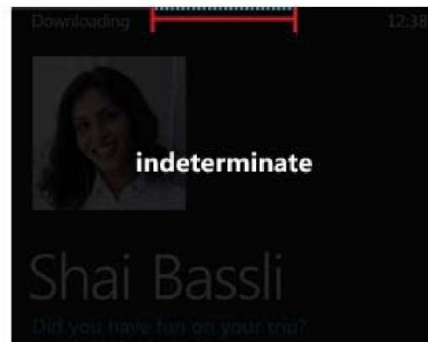 Downloading 12:38
indeterminate
Shai Bassli
Did you have fun on your trip?